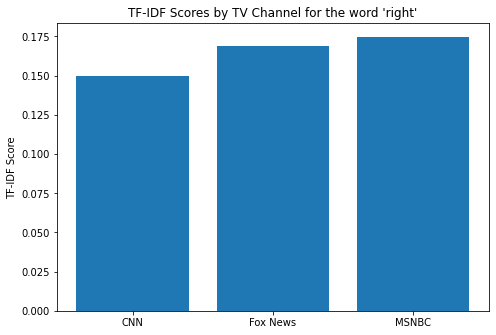 TF-IDF Scores by TV Channel for the word 'right'
TF-IDF Score
0.175
0.150
0.125
0.100
0.075
0.050
0.025
0.000
CNN Fox News MSNBC